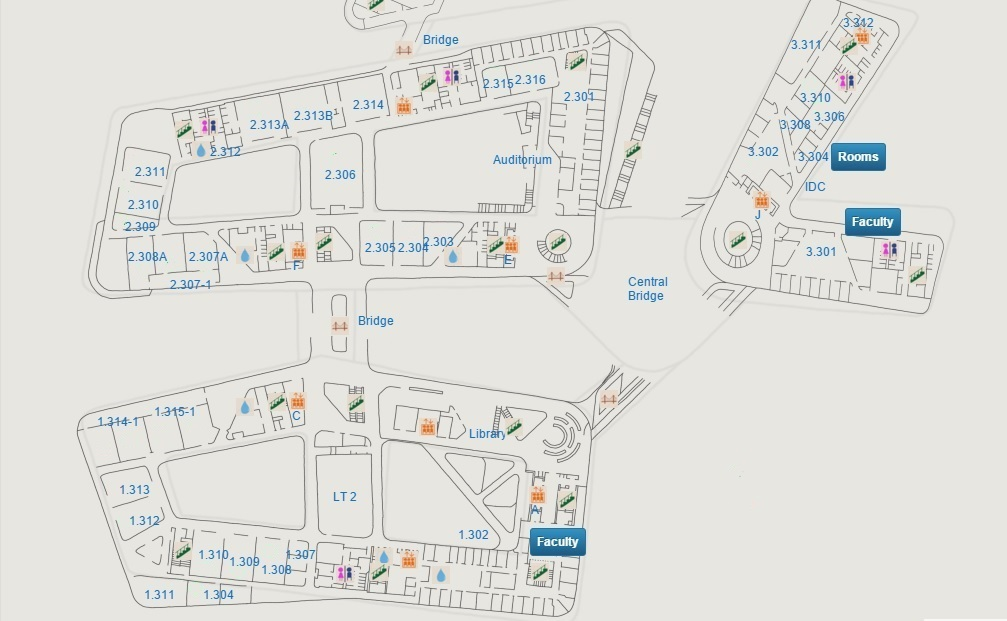 Bridge
3.312
3.311
2.315
2.316
2.301
2.314
2.313B
2.313A
3.310
3.306
3.308
2.312
3.302
3.304
Rooms
Auditorium
2.311
2.306
IDC
2.310
J
Faculty
2.309
2.308A
2.307A
F
2.305
2.304
2.303
E
3.301
2.307-1
Central
Bridge
Bridge
1.314-1
1.315-1
C
Library
1.313
LT 2
A
1.312
1.302
Faculty
1.310
1.309
1.308
1.307
1.311
1.304